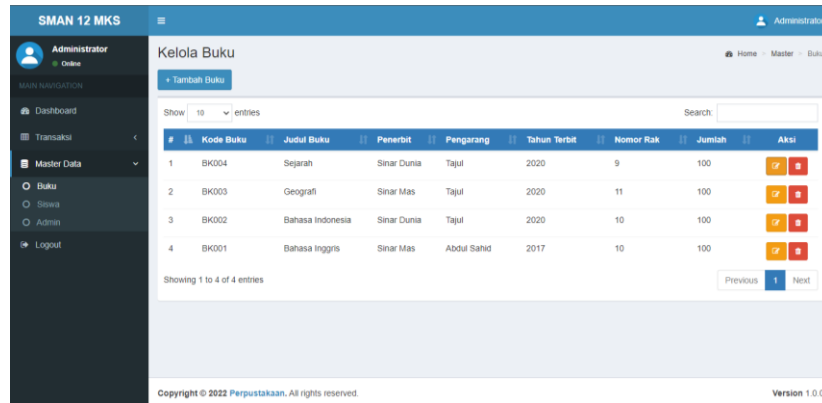 SMAN 12 MKS
Administrator
Administrator
Online
MAIN NAVIGATION
Dashboard
Transaksi
Master Data
Buku
Siswa
Admin
Logout
Kelola Buku
Home > Master > Buku
+ Tambah Buku
Show 10 entries
Search:
# Kode Buku Judul Buku Penerbit Pengarang Tahun Terbit Nomor Rak Jumlah Aksi
1 BK004 Sejarah Sinar Dunia Tajul 2020 9 100
2 BK003 Geografi Sinar Mas Tajul 2020 11 100
3 BK002 Bahasa Indonesia Sinar Dunia Tajul 2020 10 100
4 BK001 Bahasa Inggris Sinar Mas Abdul Sahid 2017 10 100
Showing 1 to 4 of 4 entries
Previous 1 Next
Copyright © 2022 Perpustakaan. All rights reserved.
Version 1.0.0